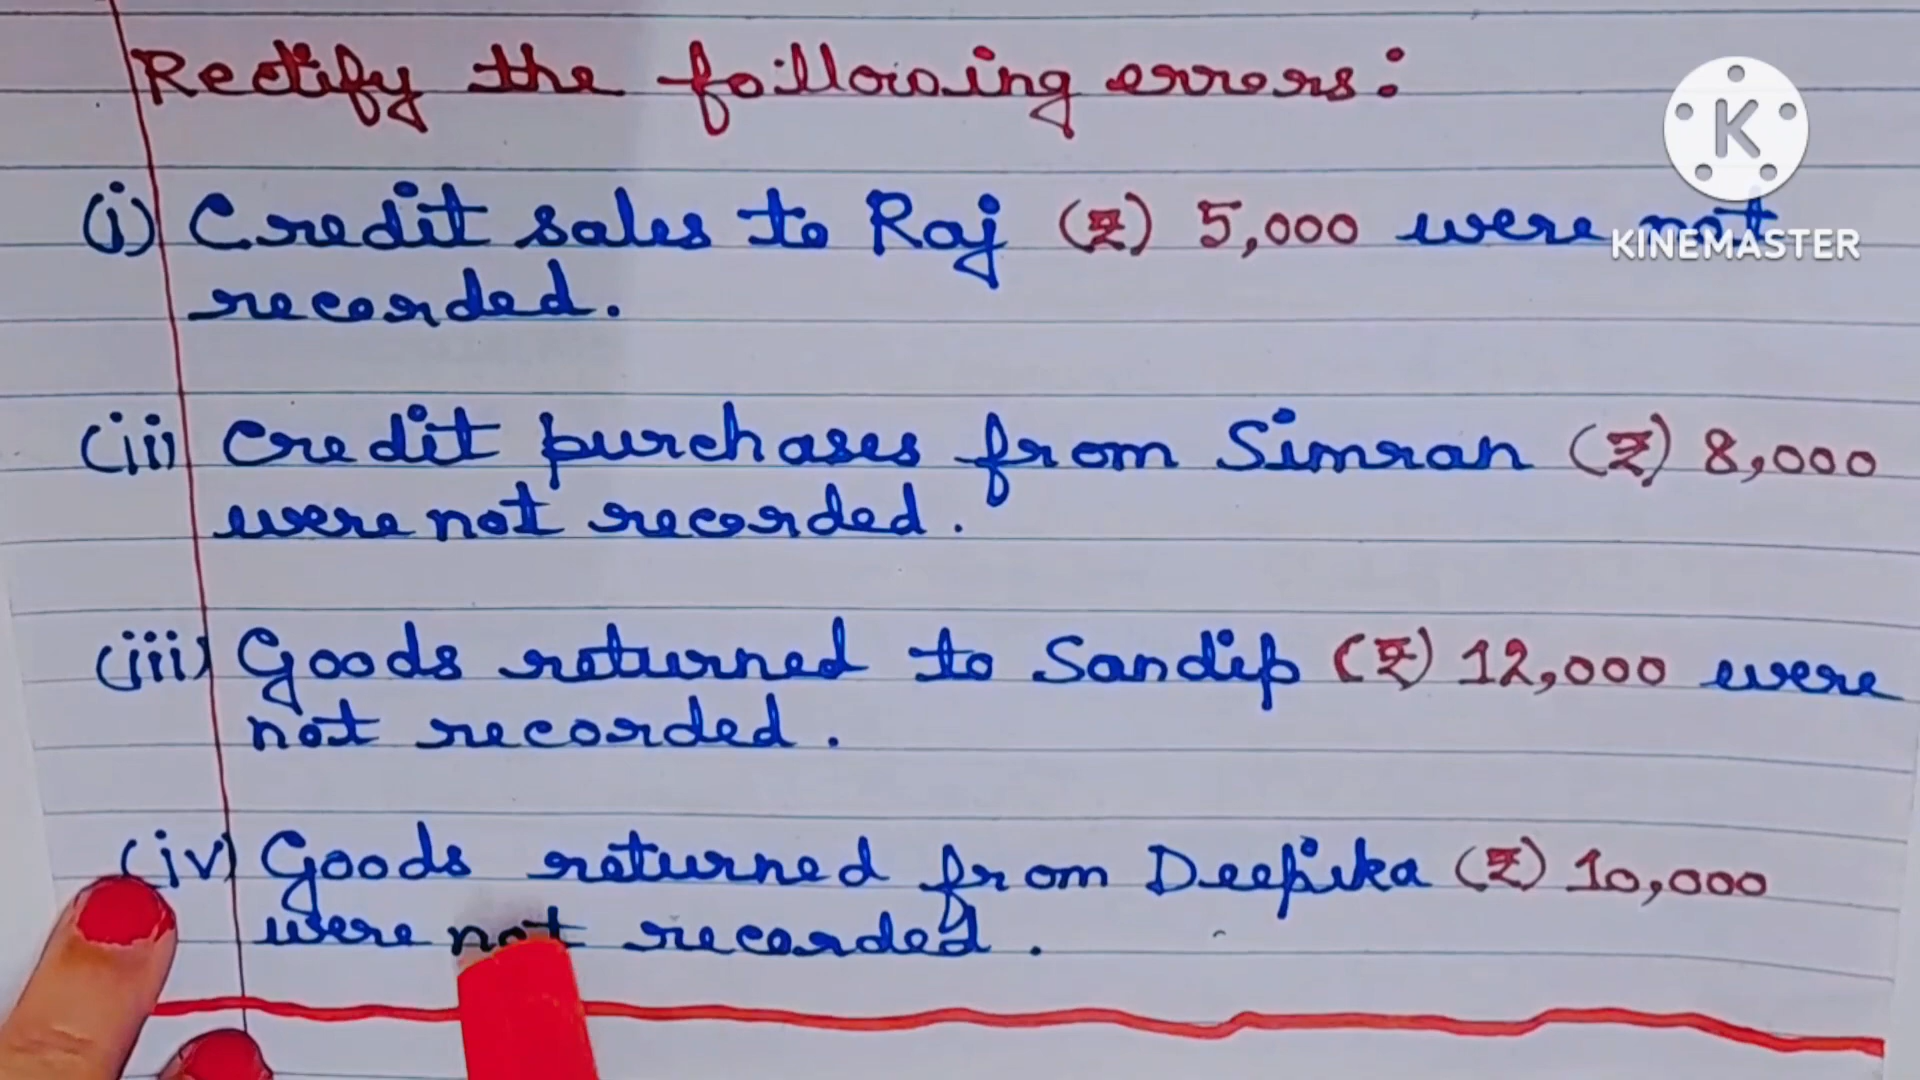 Rectify the following errors:
(i) Credit sales to Raj (₹) 5,000 were not
recorded.
(ii) Credit purchases from Simran (₹) 8,000
were not recorded.
(iii) Goods returned to Sandip (₹) 12,000 were
not recorded.
(iv) Goods returned from Deepika (₹) 10,000
were not recorded.
K
KINEMASTER